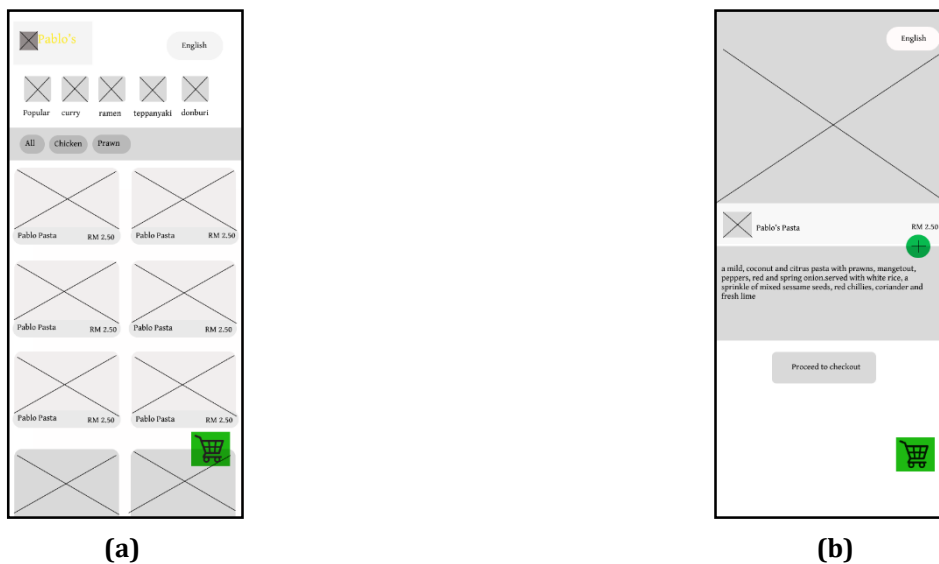 Pablo's
English
Popular curry ramen teppanyaki donburi
All Chicken Prawn
Pablo Pasta RM 2.50 Pablo Pasta RM 2.50
Pablo Pasta RM 2.50 Pablo Pasta RM 2.50
Pablo Pasta RM 2.50 Pablo Pasta RM 2.50
(a)
English
Pablo's Pasta RM 2.50
a mild, coconut and citrus pasta with prawns, mangetout,
peppers, red and spring onion.served with white rice. a
sprinkle of mixed sessame seeds, red chillies, coriander and
fresh lime
Proceed to checkout
(b)